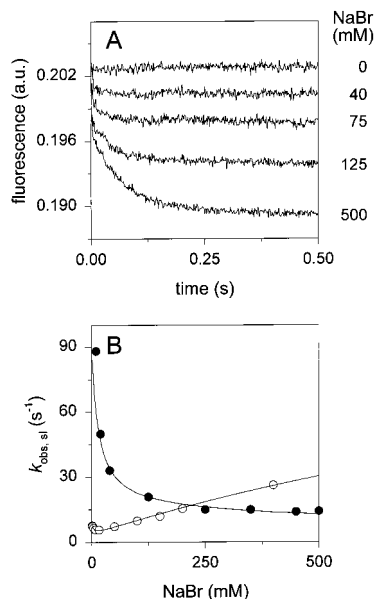 A
NaBr
(mM)
0.202
0.196
0.190
fluorescence (a.u.)
0
40
75
125
500
0.00 0.25 0.50
time (s)
B
90
60
30
0
kobs, sl (s-1)
0 250 500
NaBr (mM)